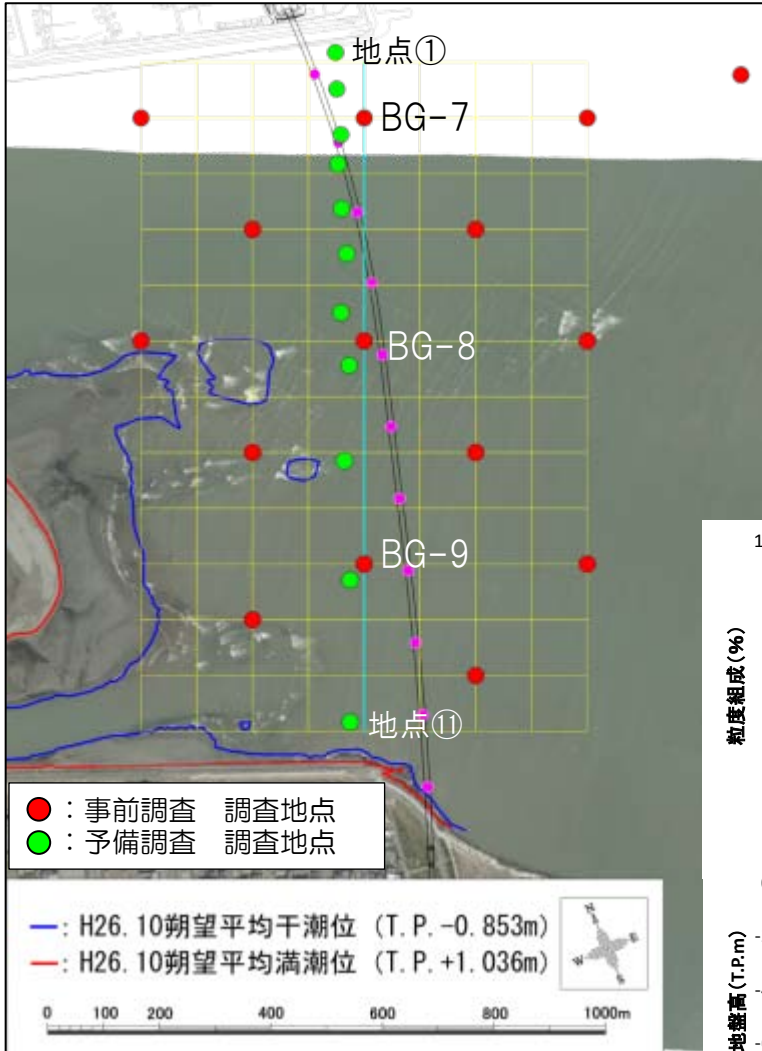 地点①
BG-7
BG-8
BG-9
地点⑪
1
粒度組成(%)
地盤高(T.P.m)
●：事前調査　調査地点
●：予備調査　調査地点
―: H26.10朔望平均干潮位 (T.P.-0.853m)
―: H26.10朔望平均満潮位 (T.P.+1.036m)
N
E
W
S
0 100 200 400 600 800 1000m